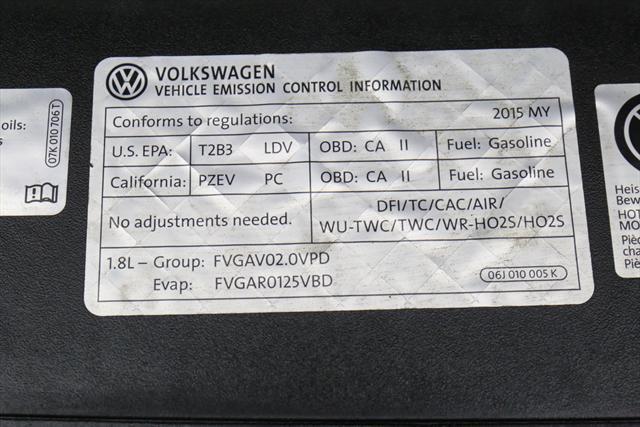 VOLKSWAGEN
VEHICLE EMISSION CONTROL INFORMATION
Conforms to regulations: 2015 MY
U.S. EPA: T2B3 LDV OBD: CA II Fuel: Gasoline
California: PZEV PC OBD: CA II Fuel: Gasoline
No adjustments needed. DFI/TC/CAC/AIR/
WU-TWC/TWC/WR-HO2S/HO2S
1.8L – Group: FVGAV02.0VPD
Evap: FVGAR0125VBD
06J 010 005 K
oils:
07K 010 706 T
Heis
Bew
HOT
MO
Pièc
cha
Piè